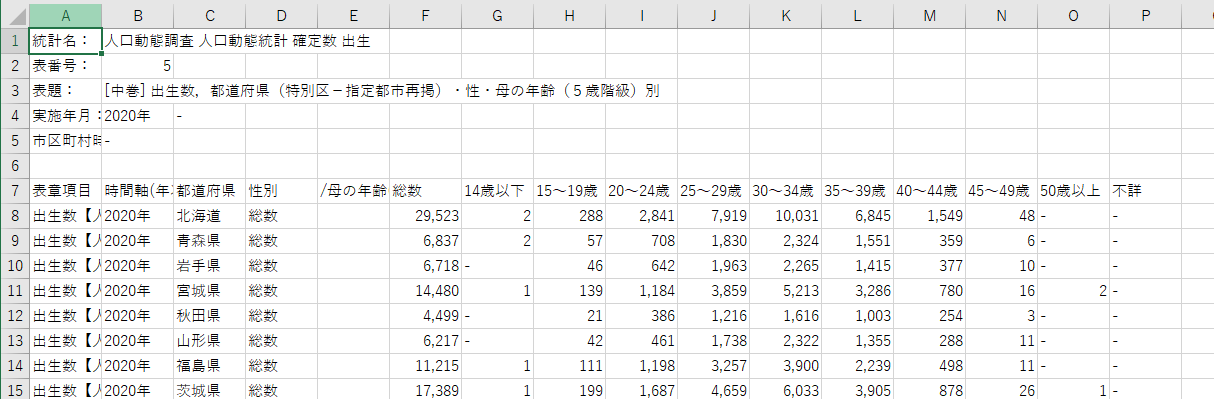 A B C D E F G H I J K L M N O P
1 統計名： 人口動態調査 人口動態統計 確定数 出生
2 表番号： 5
3 表題： [中巻] 出生数，都道府県（特別区－指定都市再掲）・性・母の年齢（５歳階級）別
4 実施年月： 2020年 -
5 市区町村時 -
6
7 表章項目 時間軸(年 都道府県 性別 /母の年齢 総数 14歳以下 15～19歳 20～24歳 25～29歳 30～34歳 35～39歳 40～44歳 45～49歳 50歳以上 不詳
8 出生数【人 2020年 北海道 総数 29,523 2 288 2,841 7,919 10,031 6,845 1,549 48 - -
9 出生数【人 2020年 青森県 総数 6,837 2 57 708 1,830 2,324 1,551 359 6 - -
10 出生数【人 2020年 岩手県 総数 6,718 - 46 642 1,963 2,265 1,415 377 10 - -
11 出生数【人 2020年 宮城県 総数 14,480 1 139 1,184 3,859 5,213 3,286 780 16 2 -
12 出生数【人 2020年 秋田県 総数 4,499 - 21 386 1,216 1,616 1,003 254 3 - -
13 出生数【人 2020年 山形県 総数 6,217 - 42 461 1,738 2,322 1,355 288 11 - -
14 出生数【人 2020年 福島県 総数 11,215 1 111 1,198 3,257 3,900 2,239 498 11 - -
15 出生数【人 2020年 茨城県 総数 17,389 1 199 1,687 4,659 6,033 3,905 878 26 1 -